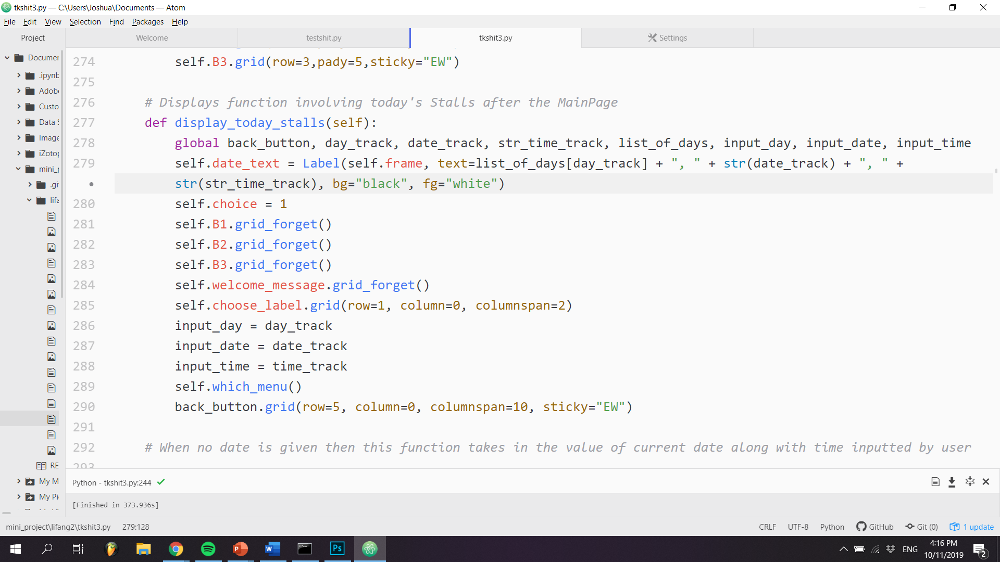 tkshit3.py — C:\Users\Joshua\Documents — Atom
File Edit View Selection Find Packages Help
Project
Welcome
testshit.py
tkshit3.py
Settings
Documer
.ipynb
Adob
Custo
Data S
Image
iZotop
mini_p
.gi
lifa
RE
My M
My Pi
274 self.B3.grid(row=3,pady=5,sticky="EW")
275
276 # Displays function involving today's Stalls after the MainPage
277 def display_today_stalls(self):
278 global back_button, day_track, date_track, str_time_track, list_of_days, input_day, input_date, input_time
279 self.date_text = Label(self.frame, text=list_of_days[day_track] + ", " + str(date_track) + ", " +
• str(str_time_track), bg="black", fg="white")
280 self.choice = 1
281 self.B1.grid_forget()
282 self.B2.grid_forget()
283 self.B3.grid_forget()
284 self.welcome_message.grid_forget()
285 self.choose_label.grid(row=1, column=0, columnspan=2)
286 input_day = day_track
287 input_date = date_track
288 input_time = time_track
289 self.which_menu()
290 back_button.grid(row=5, column=0, columnspan=10, sticky="EW")
291
292 # When no date is given then this function takes in the value of current date along with time inputted by user
293
Python - tkshit3.py:244
[Finished in 373.936s]
mini_project\lifang2\tkshit3.py 279:128
CRLF UTF-8 Python GitHub Git (0) 1 update
P W Ps
ENG
4:16 PM
10/11/2019
2